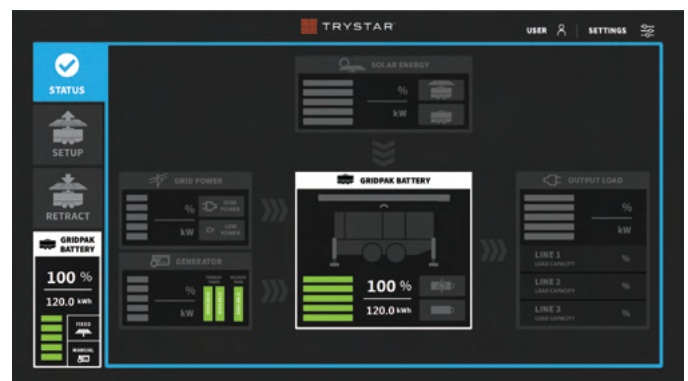 TRYSTAR
USER
SETTINGS
STATUS
SETUP
RETRACT
GRIDPAK
BATTERY
100 %
120.0 kWh
FIXED
MANUAL
SOLAR ENERGY
%
kW
GRID POWER
%
kW
HIGH
POWER
LOW
POWER
GENERATOR
%
kW
GRIDPAK BATTERY
100 %
120.0 kWh
OUTPUT LOAD
%
kW
LINE 1
LOAD CAPACITY
%
LINE 2
LOAD CAPACITY
%
LINE 3
LOAD CAPACITY
%